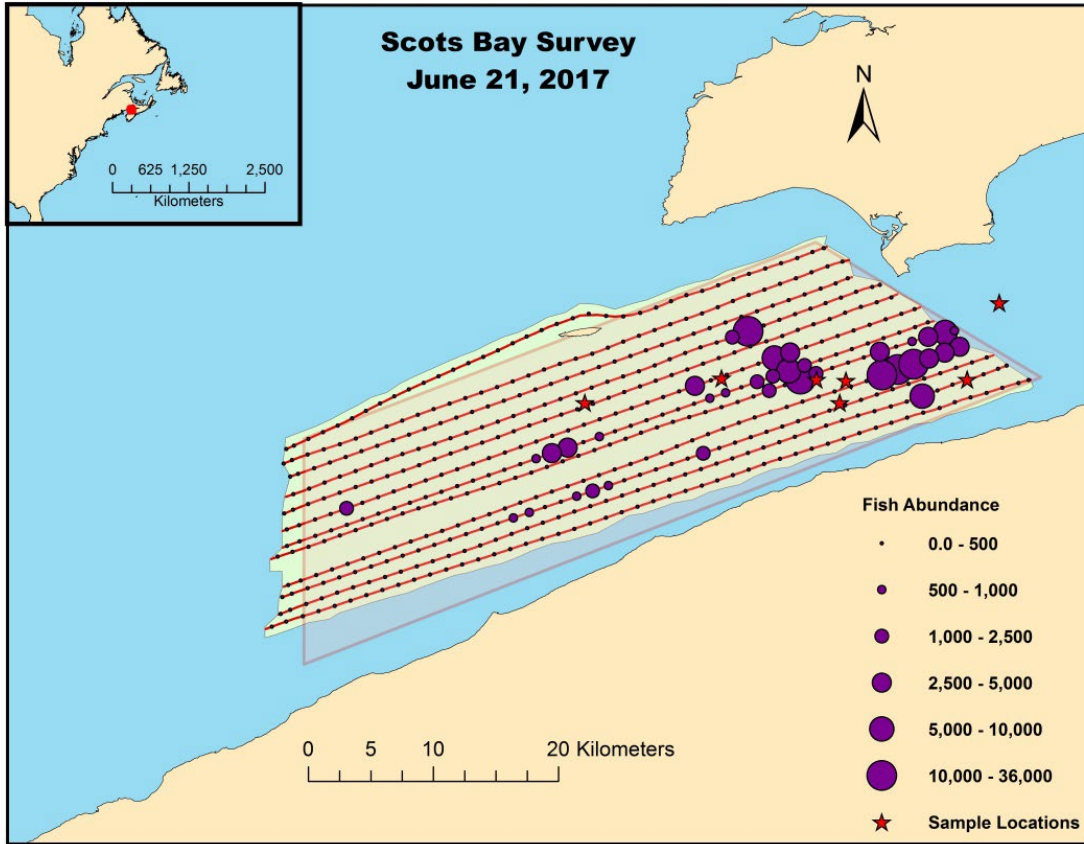 Scots Bay Survey
June 21, 2017
N
0 625 1,250 2,500
Kilometers
Fish Abundance
0.0 - 500
500 - 1,000
1,000 - 2,500
2,500 - 5,000
5,000 - 10,000
10,000 - 36,000
Sample Locations
0 5 10 20 Kilometers